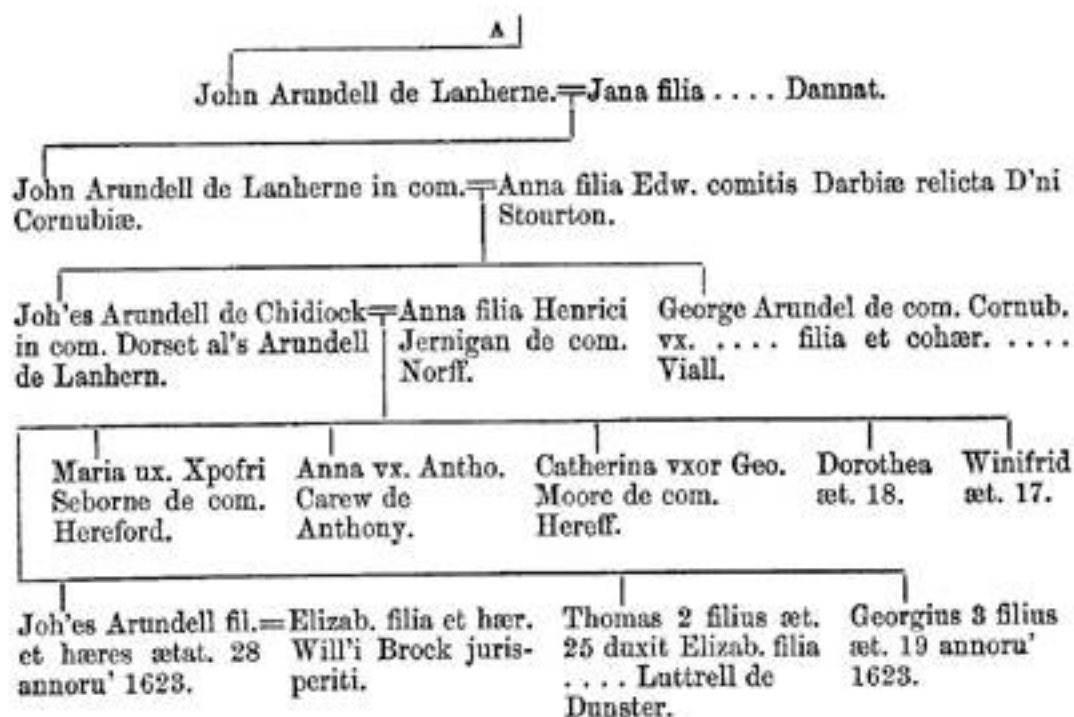 A
John Arundell de Lanherne.=Jana filia . . . . Dannat.
John Arundell de Lanherne in com.=Anna filia Edw. comitis Darbiæ relicta D'ni
Cornubiæ.
Stourton.
Joh'es Arundell de Chidiock=
in com. Dorset al's Arundell
de Lanhern.
Anna filia Henrici
Jernigan de com.
Norff.
George Arundel de com. Cornub.
vx. . . . . filia et cohær. . . . .
Viall.
Maria ux. Xpofri
Seborne de com.
Hereford.
Anna vx. Antho.
Carew de
Anthony.
Catherina vxor Geo.
Moore de com.
Hereff.
Dorothea
æt. 18.
Winifrid
æt. 17.
Joh'es Arundell fil.=
et hæres ætat. 28
annoru' 1623.
Elizab. filia et hær.
Will'i Brock juris-
periti.
Thomas 2 filius æt.
25 duxit Elizab. filia
. . . . Luttrell de
Dunster.
Georgius 3 filius
æt. 19 annoru'
1623.